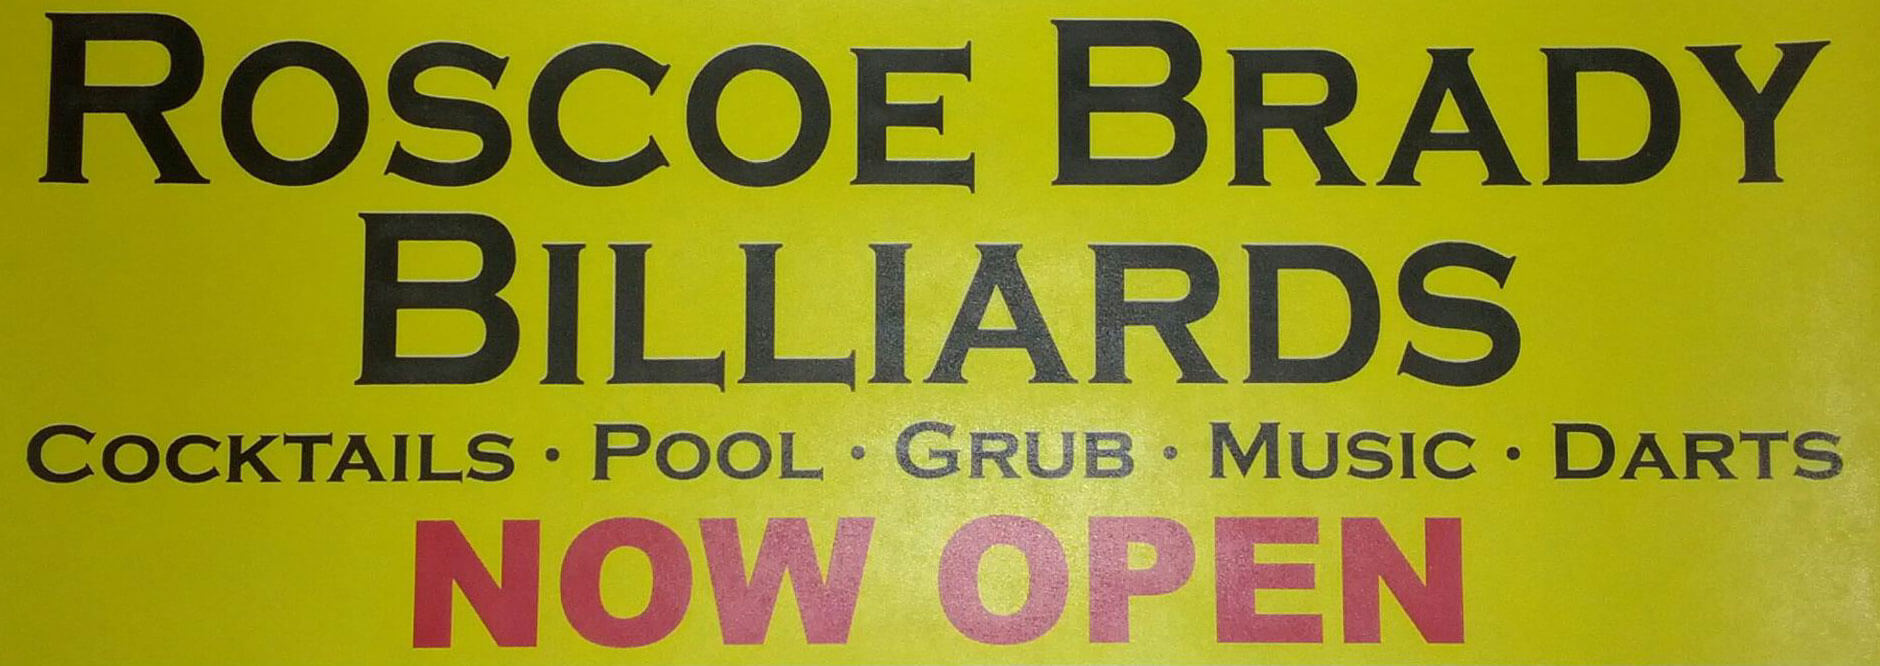 ROSCOE BRADY
BILLIARDS
COCKTAILS · POOL · GRUB · MUSIC · DARTS
NOW OPEN